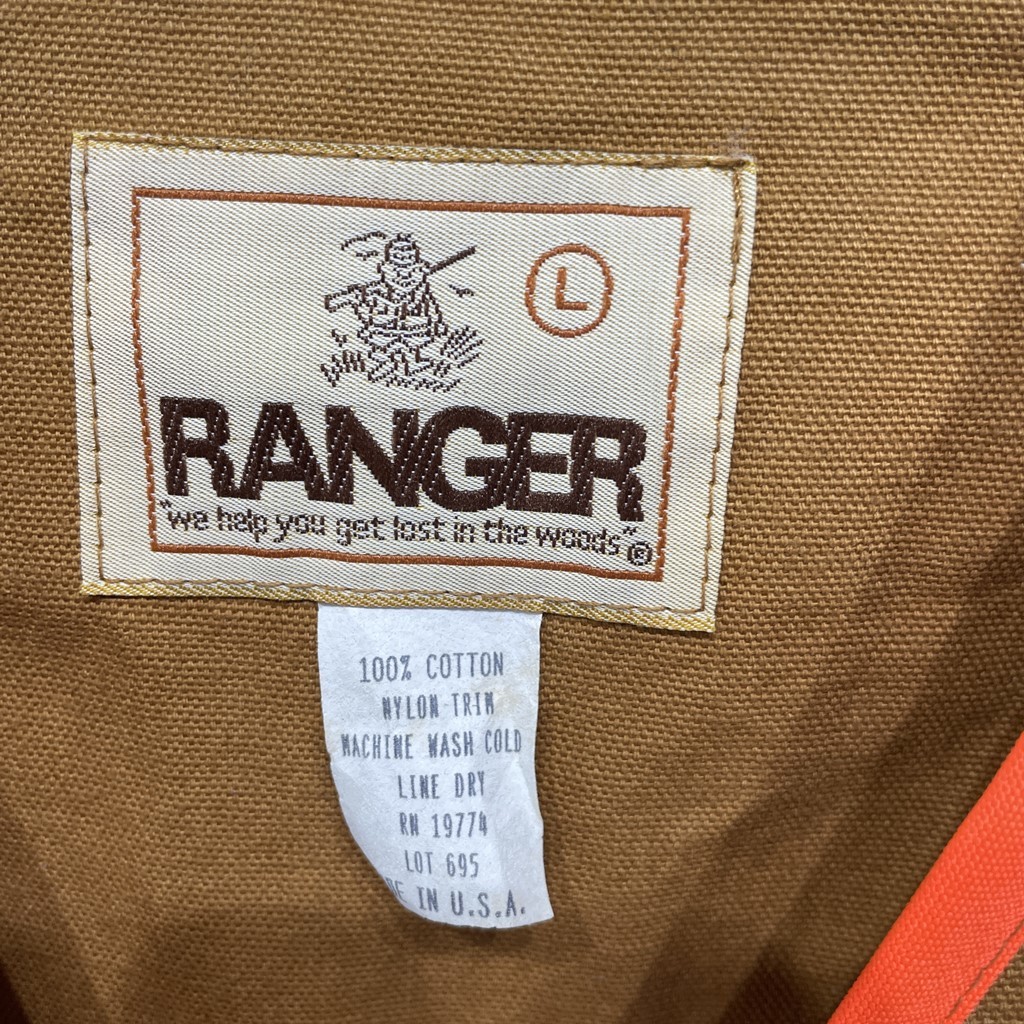 L
RANGER
"we help you get lost in the woods"®
100% COTTON
NYLON TRIM
MACHINE WASH COLD
LINE DRY
RN 19774
LOT 695
DE IN U.S.A.